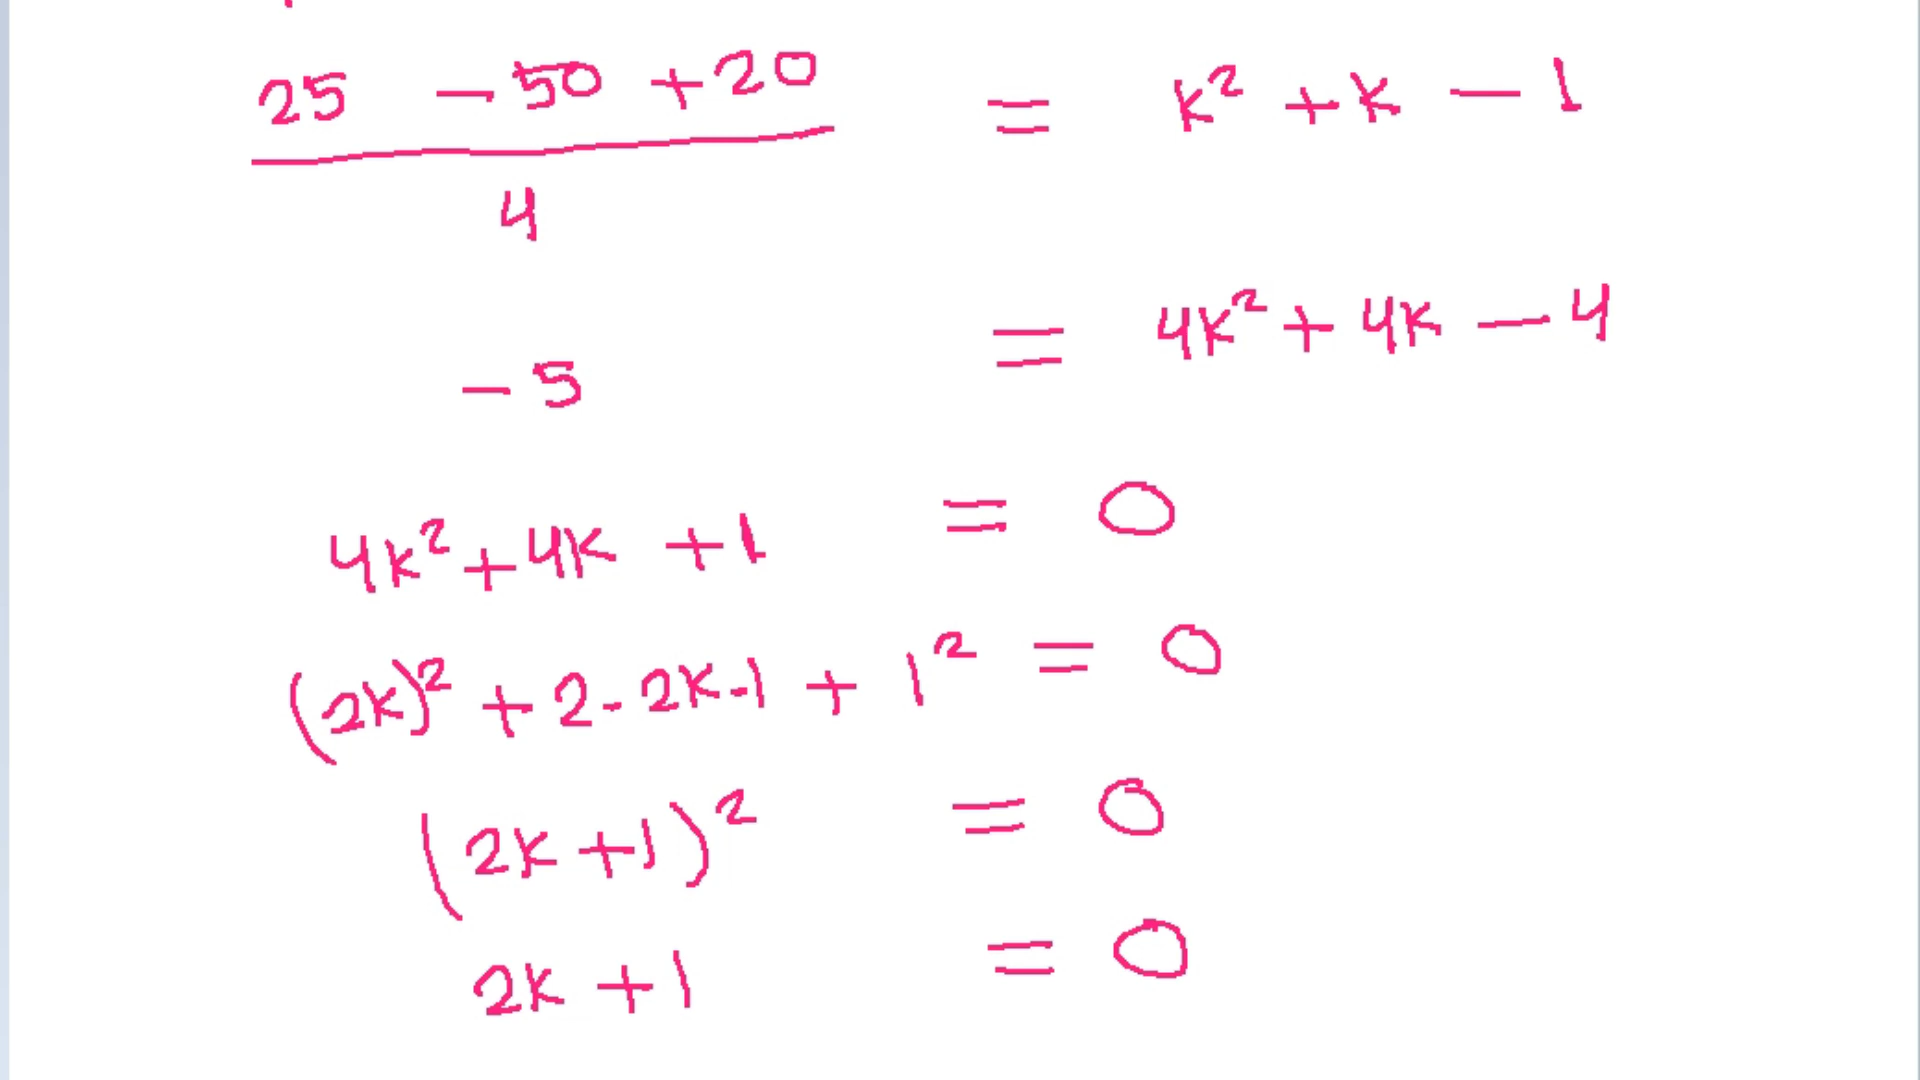 25 - 50 + 20 = k² + k - 1
4
- 5 = 4k² + 4k - 4
4k² + 4k + 1 = 0
(2k)² + 2 · 2k · 1 + 1² = 0
(2k + 1)² = 0
2k + 1 = 0